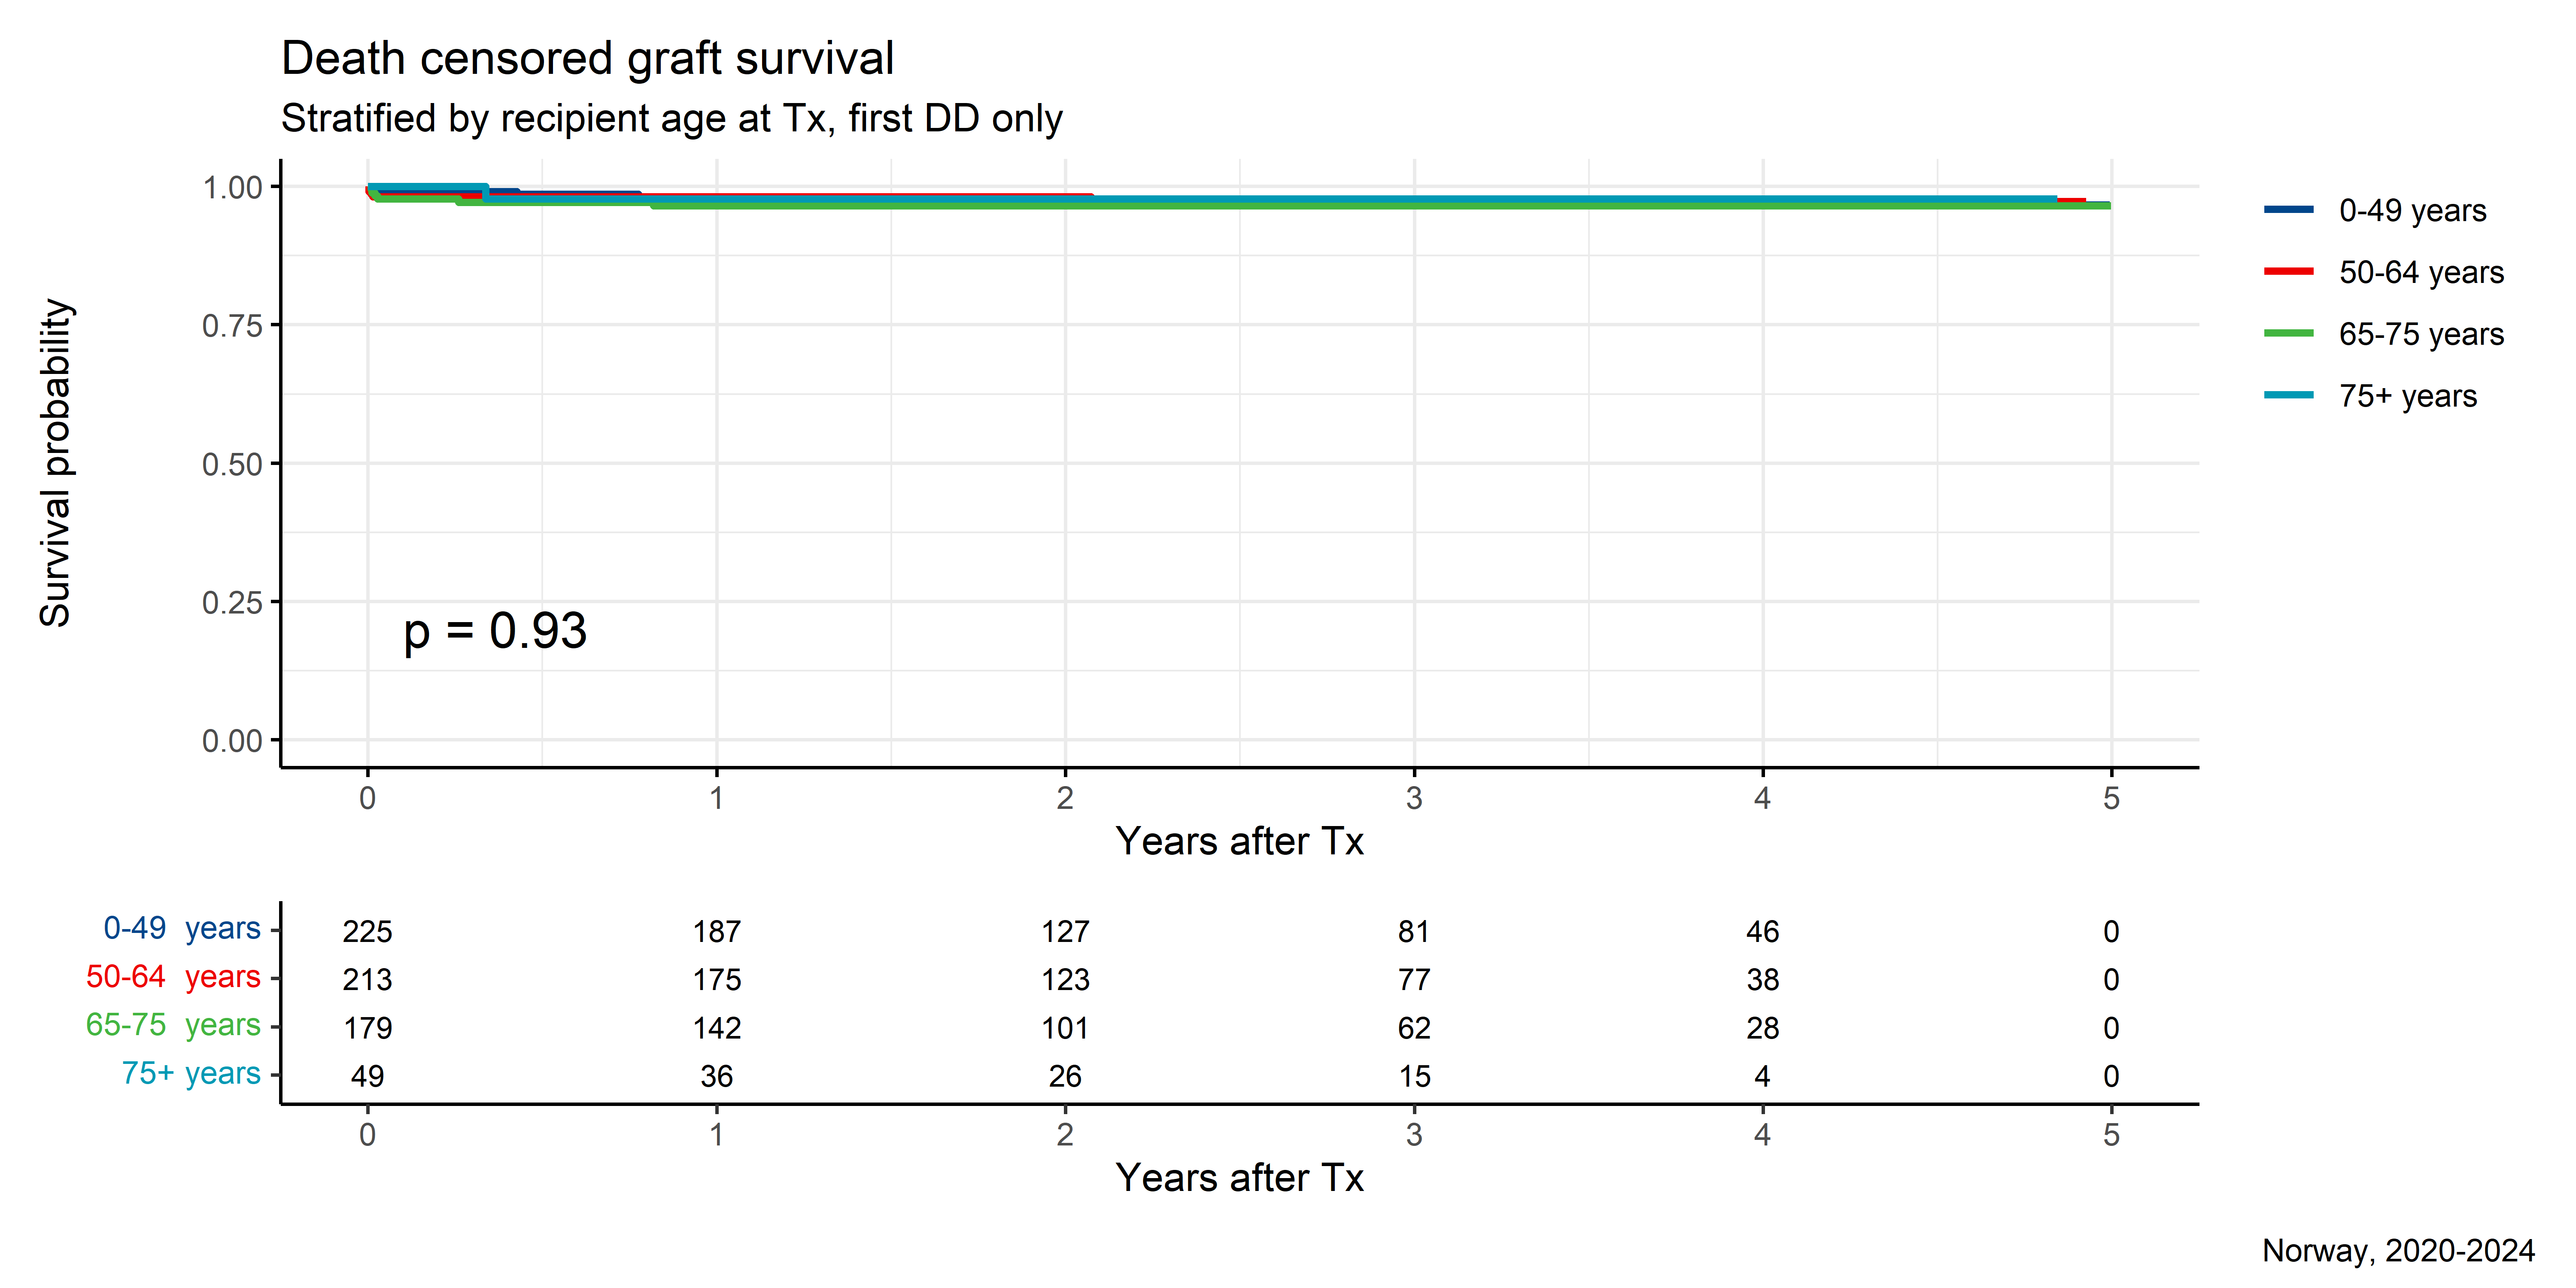 Death censored graft survival
Stratified by recipient age at Tx, first DD only
Survival probability
1.00
0.75
0.50
0.25
0.00
p = 0.93
0 1 2 3 4 5
Years after Tx
0-49 years
50-64 years
65-75 years
75+ years
0-49 years 225 187 127 81 46 0
50-64 years 213 175 123 77 38 0
65-75 years 179 142 101 62 28 0
75+ years 49 36 26 15 4 0
0 1 2 3 4 5
Years after Tx
Norway, 2020-2024